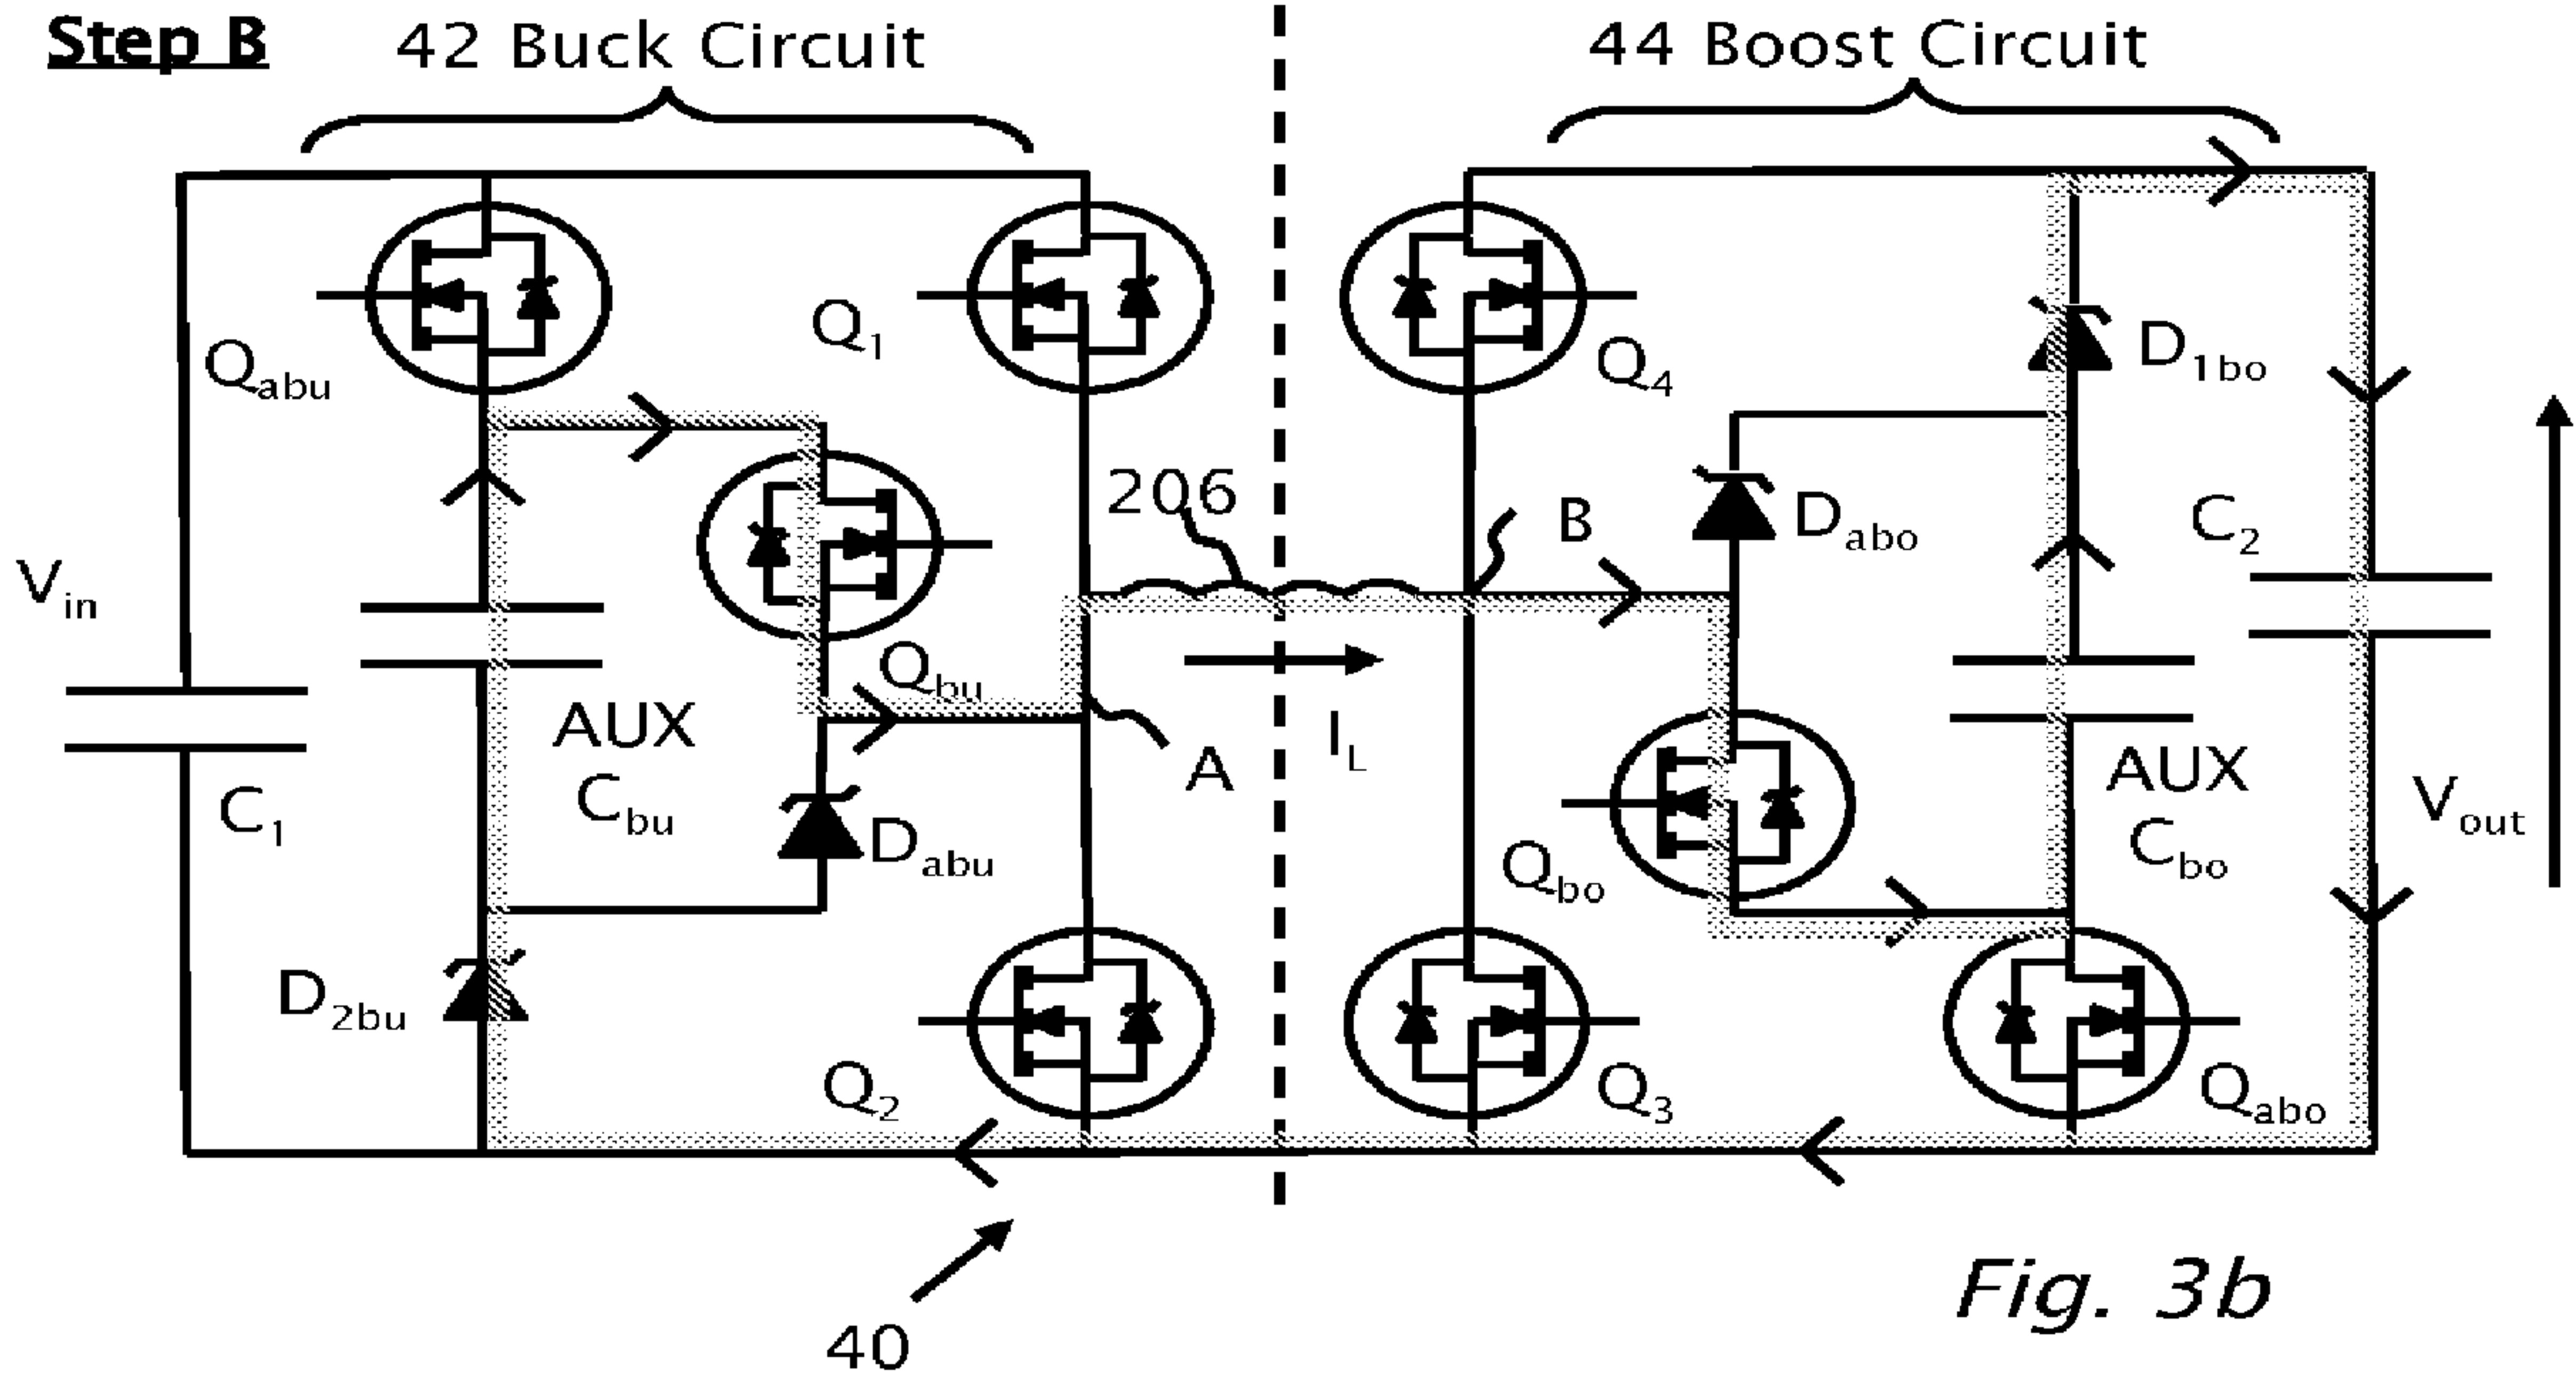 Step B
42 Buck Circuit
44 Boost Circuit
Qabu
Q1
Q4
D1bo
206
B
Dabo
C2
Vin
Qbu
AUX
Cbu
A
IL
C1
Dabu
Qbo
AUX
Cbo
Vout
D2bu
Q2
Q3
Qabo
40
Fig. 3b